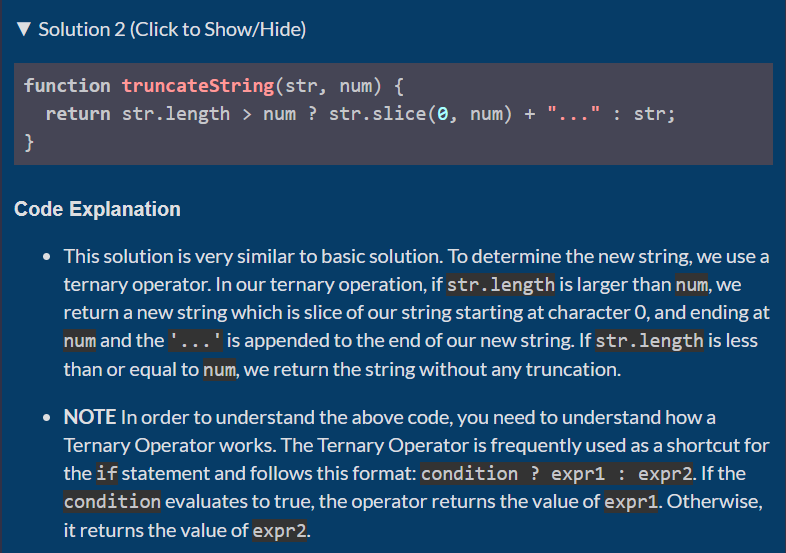 ▼ Solution 2 (Click to Show/Hide)
function truncateString(str, num) {
  return str.length > num ? str.slice(0, num) + "..." : str;
}
Code Explanation
• This solution is very similar to basic solution. To determine the new string, we use a
ternary operator. In our ternary operation, if str.length is larger than num, we
return a new string which is slice of our string starting at character 0, and ending at
num and the '...' is appended to the end of our new string. If str.length is less
than or equal to num, we return the string without any truncation.
• NOTE In order to understand the above code, you need to understand how a
Ternary Operator works. The Ternary Operator is frequently used as a shortcut for
the if statement and follows this format: condition ? expr1 : expr2. If the
condition evaluates to true, the operator returns the value of expr1. Otherwise,
it returns the value of expr2.